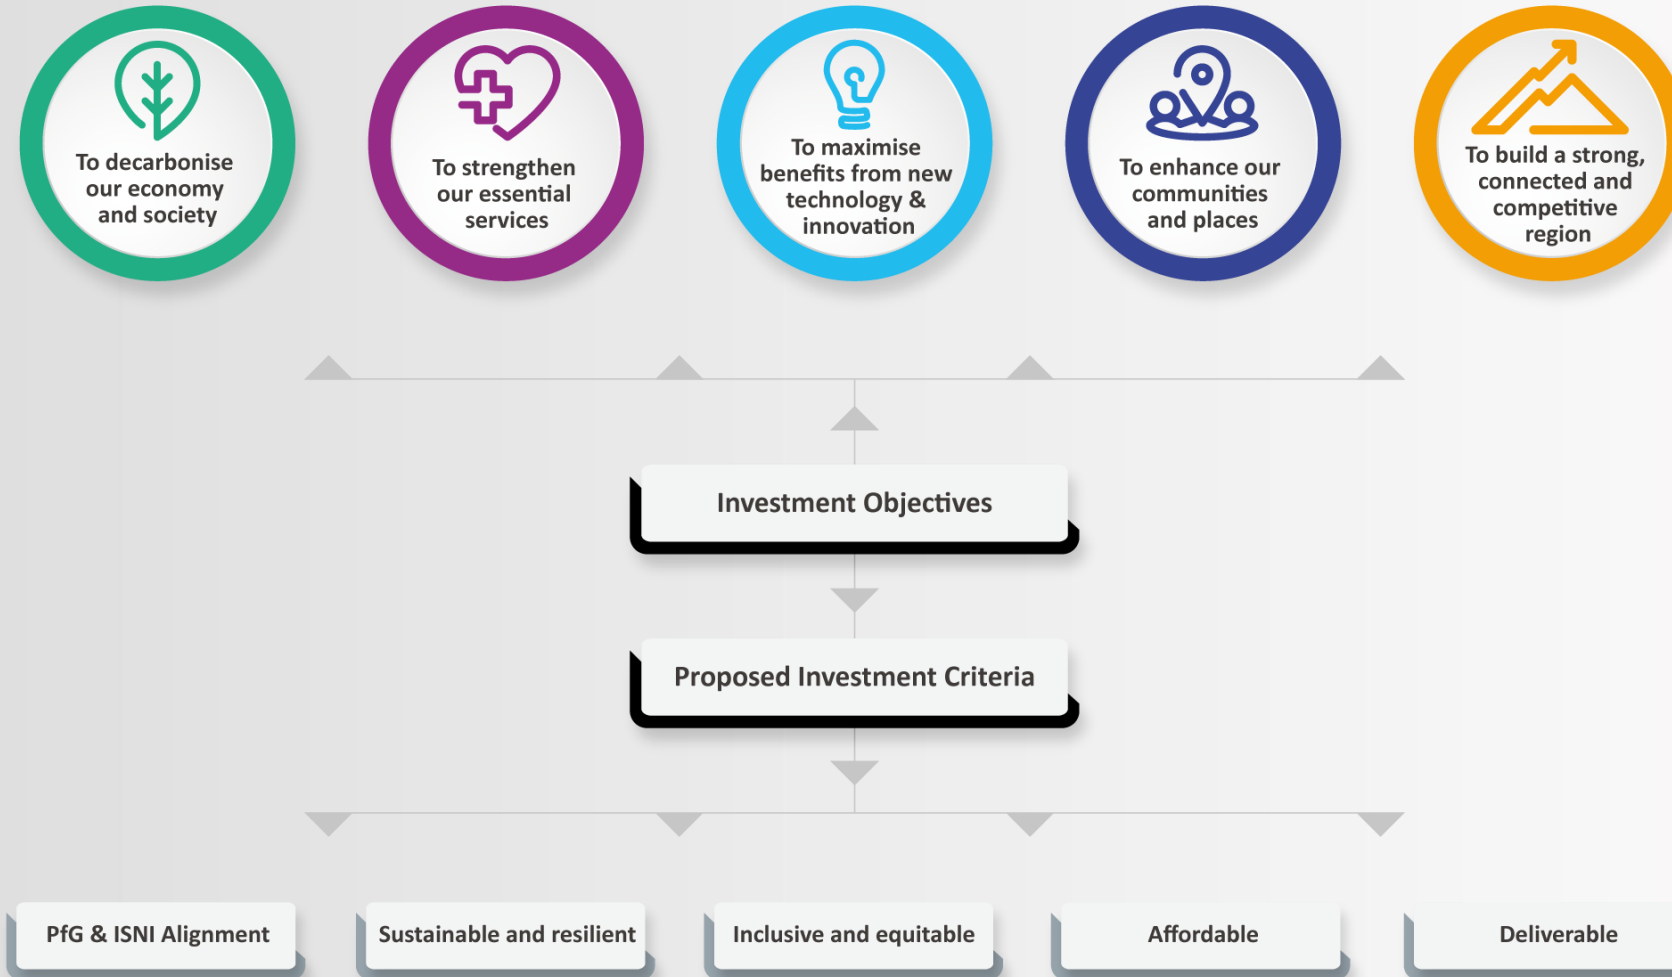 To decarbonise
our economy
and society
To strengthen
our essential
services
To maximise
benefits from new
technology &
innovation
To enhance our
communities
and places
To build a strong,
connected and
competitive
region
Investment Objectives
Proposed Investment Criteria
PfG & ISNI Alignment
Sustainable and resilient
Inclusive and equitable
Affordable
Deliverable